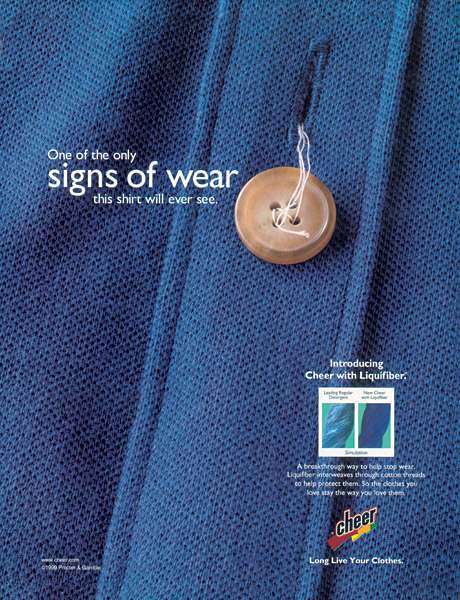 One of the only
signs of wear
this shirt will ever see.
Introducing
Cheer with Liquifiber.™
Leading Regular
Detergent
New Cheer
with Liquifiber
Simulation
A breakthrough way to help stop wear.
Liquifiber interweaves through cotton threads
to help protect them. So the clothes you
love stay the way you love them.
cheer
Long Live Your Clothes.
www.cheer.com
©1999 Procter & Gamble